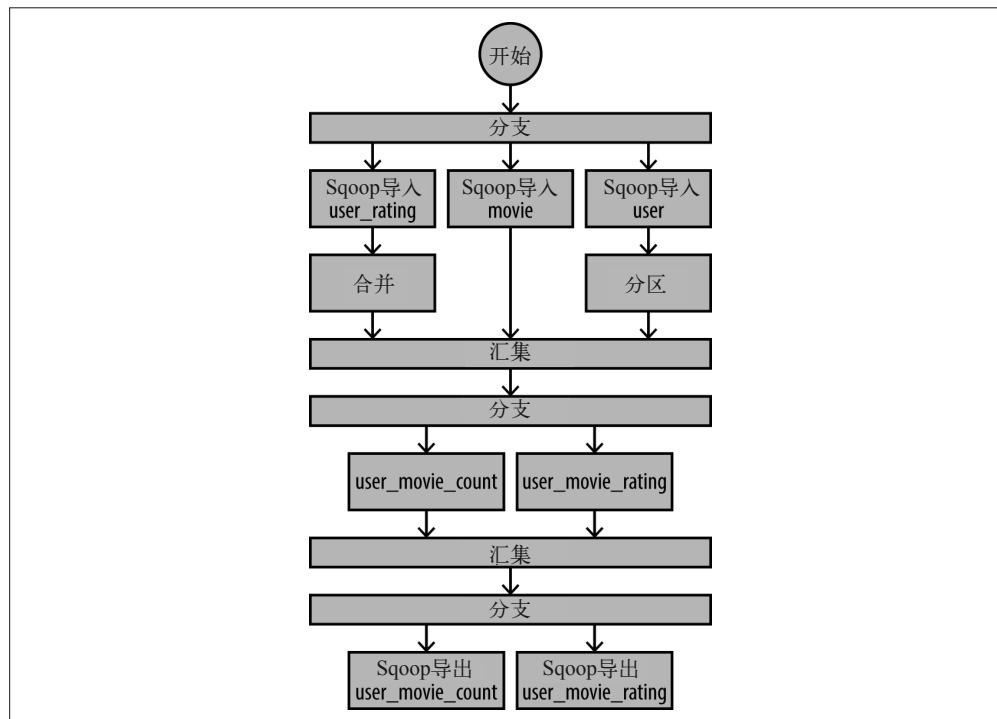 开始
分支
Sqoop导入
user_rating
Sqoop导入
movie
Sqoop导入
user
合并
分区
汇集
分支
user_movie_count
user_movie_rating
汇集
分支
Sqoop导出
user_movie_count
Sqoop导出
user_movie_rating